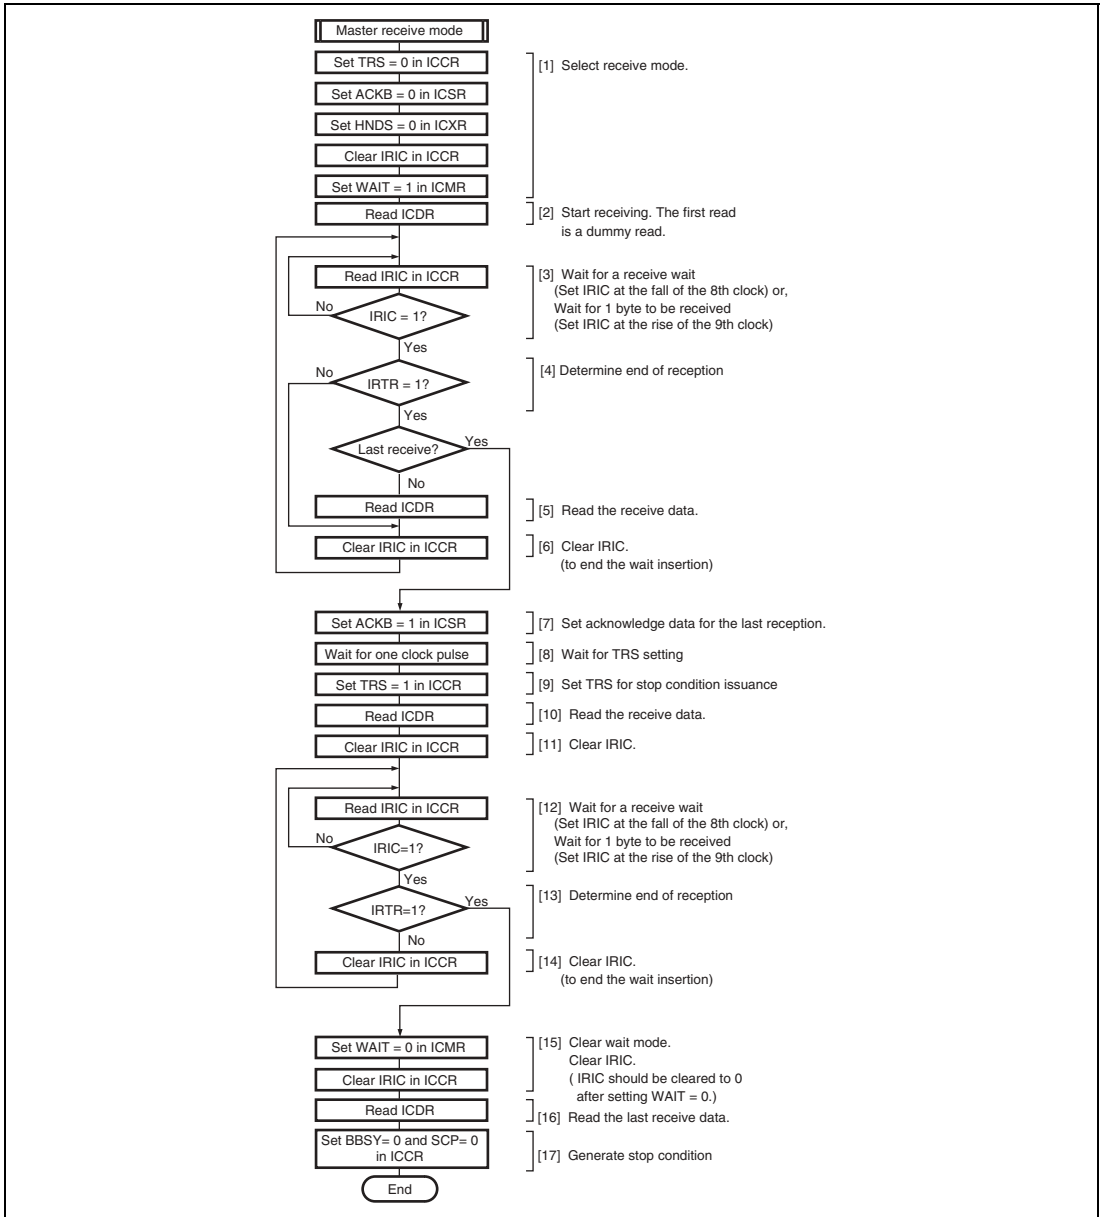 Master receive mode
Set TRS = 0 in ICCR
[1] Select receive mode.
Set ACKB = 0 in ICSR
Set HNDS = 0 in ICXR
Clear IRIC in ICCR
Set WAIT = 1 in ICMR
Read ICDR
[2] Start receiving. The first read
is a dummy read.
Read IRIC in ICCR
[3] Wait for a receive wait
(Set IRIC at the fall of the 8th clock) or,
Wait for 1 byte to be received
(Set IRIC at the rise of the 9th clock)
No
IRIC = 1?
Yes
No
IRTR = 1?
[4] Determine end of reception
Yes
Last receive?
Yes
No
Read ICDR
[5] Read the receive data.
Clear IRIC in ICCR
[6] Clear IRIC.
(to end the wait insertion)
Set ACKB = 1 in ICSR
[7] Set acknowledge data for the last reception.
Wait for one clock pulse
[8] Wait for TRS setting
Set TRS = 1 in ICCR
[9] Set TRS for stop condition issuance
Read ICDR
[10] Read the receive data.
Clear IRIC in ICCR
[11] Clear IRIC.
Read IRIC in ICCR
[12] Wait for a receive wait
(Set IRIC at the fall of the 8th clock) or,
Wait for 1 byte to be received
(Set IRIC at the rise of the 9th clock)
No
IRIC=1?
Yes
IRTR=1?
Yes
[13] Determine end of reception
No
Clear IRIC in ICCR
[14] Clear IRIC.
(to end the wait insertion)
Set WAIT = 0 in ICMR
[15] Clear wait mode.
Clear IRIC.
( IRIC should be cleared to 0
after setting WAIT = 0.)
Clear IRIC in ICCR
Read ICDR
[16] Read the last receive data.
Set BBSY= 0 and SCP= 0
in ICCR
[17] Generate stop condition
End